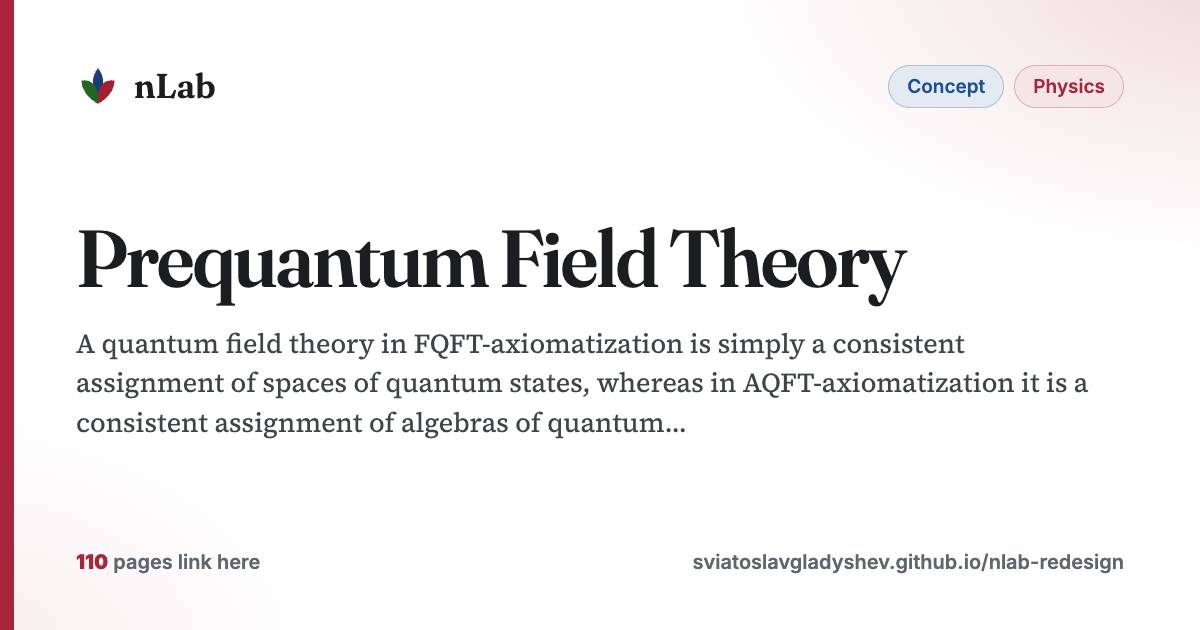 nLab
Concept
Physics
Prequantum Field Theory
A quantum field theory in FQFT-axiomatization is simply a consistent
assignment of spaces of quantum states, whereas in AQFT-axiomatization it is a
consistent assignment of algebras of quantum...
110 pages link here
sviatoslavgladyshev.github.io/nlab-redesign